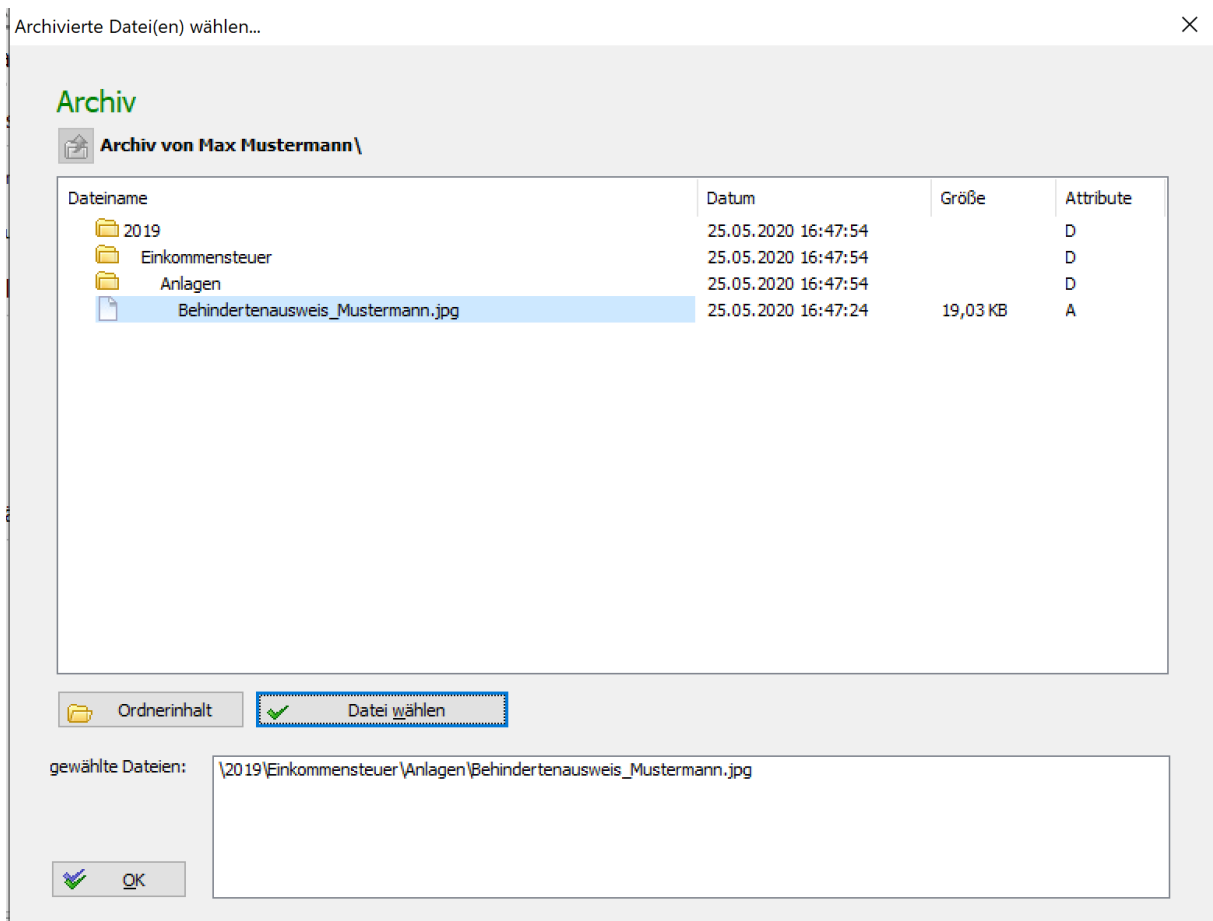 Archivierte Datei(en) wählen...
Archiv
Archiv von Max Mustermann\
Dateiname Datum Größe Attribute
2019 25.05.2020 16:47:54 D
Einkommensteuer 25.05.2020 16:47:54 D
Anlagen 25.05.2020 16:47:54 D
Behindertenausweis_Mustermann.jpg 25.05.2020 16:47:24 19,03 KB A
Ordnerinhalt Datei wählen
gewählte Dateien: \2019\Einkommensteuer\Anlagen\Behindertenausweis_Mustermann.jpg
OK